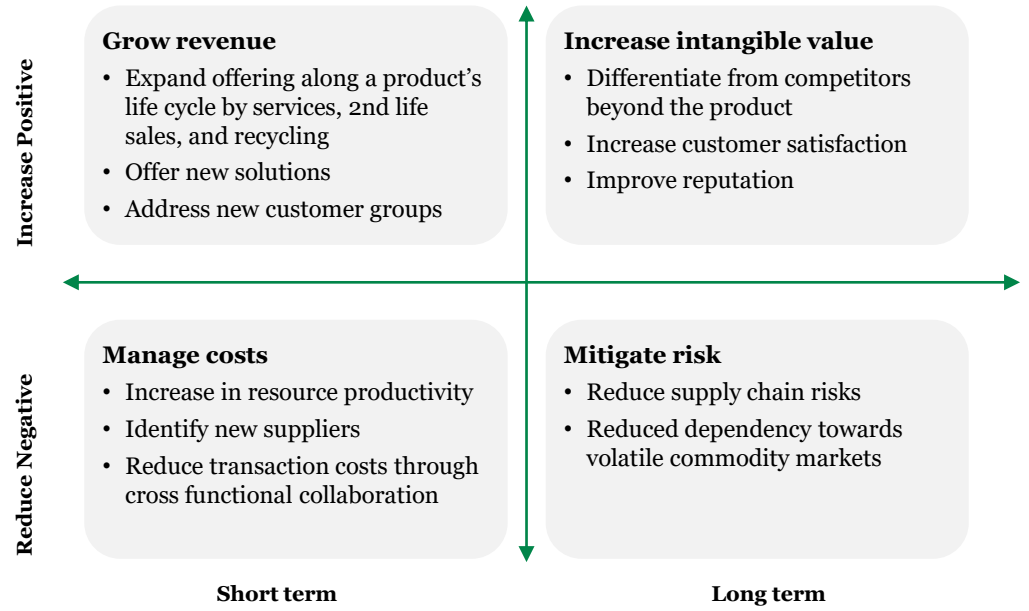 Increase Positive
Grow revenue
• Expand offering along a product’s
life cycle by services, 2nd life
sales, and recycling
• Offer new solutions
• Address new customer groups
Increase intangible value
• Differentiate from competitors
beyond the product
• Increase customer satisfaction
• Improve reputation
Reduce Negative
Manage costs
• Increase in resource productivity
• Identify new suppliers
• Reduce transaction costs through
cross functional collaboration
Mitigate risk
• Reduce supply chain risks
• Reduced dependency towards
volatile commodity markets
Short term
Long term